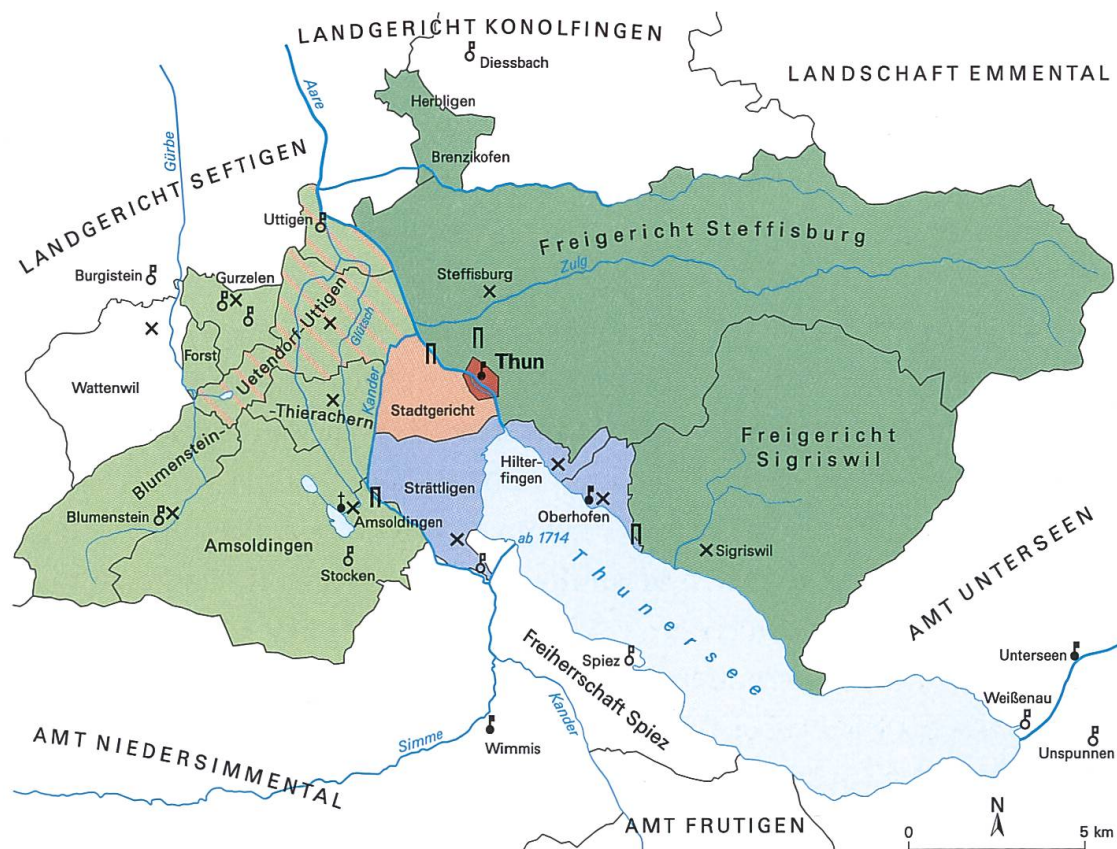 LANDGERICHT KONOLFINGEN
Diessbach
LANDSCHAFT EMMENTAL
Aare
Herbligen
Gürbe
Brenzikofen
LANDGERICHT SEFTIGEN
Uttigen
Freigericht Steffisburg
Burgistein
Gurzelen
Steffisburg
Zulg
Uetendorf-Uttigen
Glütsch
Forst
Thun
Wattenwil
Kander
Stadtgericht
-Thierachern
Freigericht
Sigriswil
Blumenstein-
Hilter-
fingen
Strättligen
Blumenstein
Amsoldingen
Oberhofen
Amsoldingen
ab 1714
Sigriswil
Stocken
Thunersee
AMT UNTERSEEN
Unterseen
Spiez
Freiherrschaft Spiez
Weißenau
Kander
Unspunnen
AMT NIEDERSIMMENTAL
Simme
Wimmis
AMT FRUTIGEN
N
0 5 km